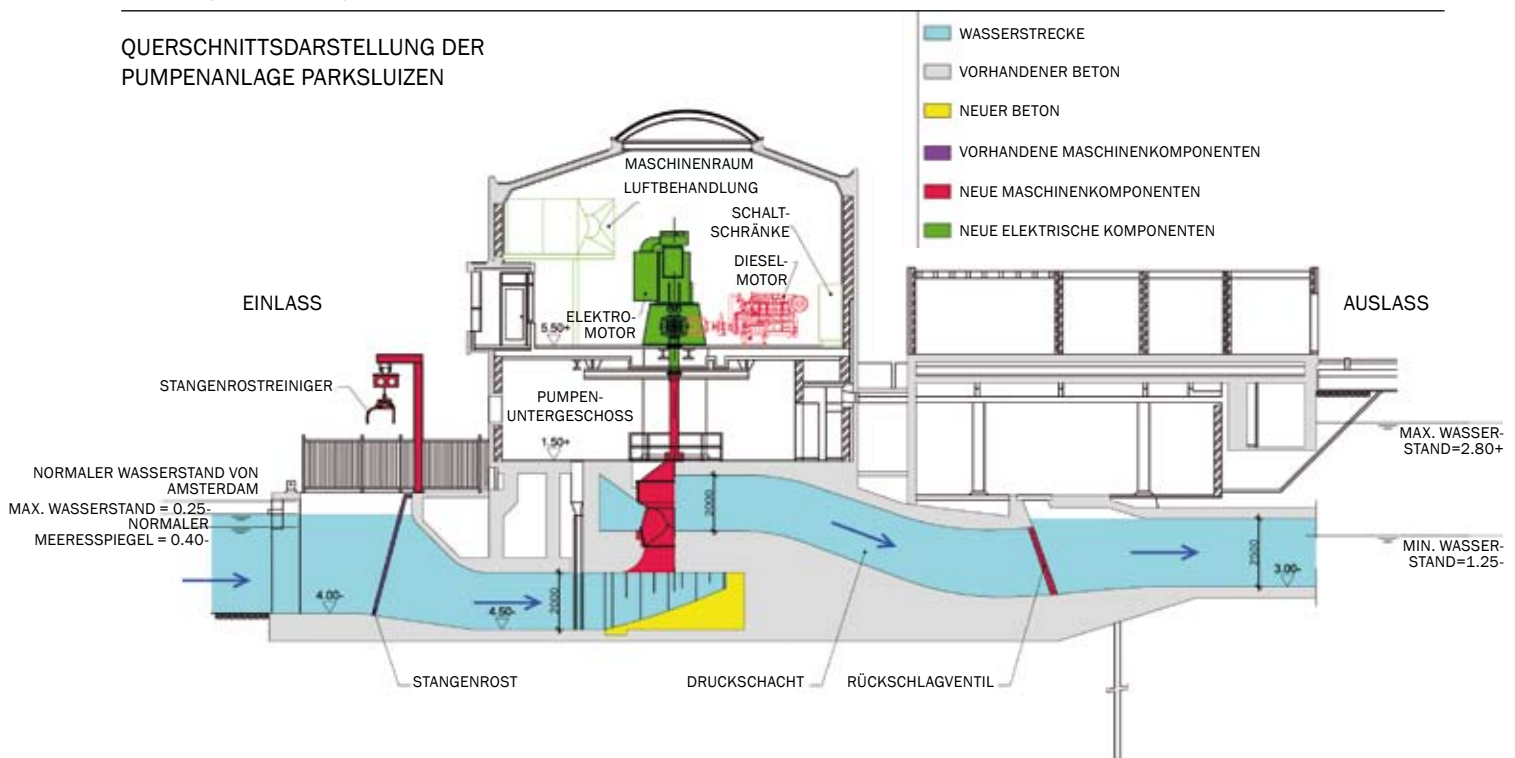 QUERSCHNITTSDARSTELLUNG DER
PUMPENANLAGE PARKSLUIZEN
WASSERSTRECKE
VORHANDENER BETON
NEUER BETON
VORHANDENE MASCHINENKOMPONENTEN
NEUE MASCHINENKOMPONENTEN
NEUE ELEKTRISCHE KOMPONENTEN
MASCHINENRAUM
LUFTBEHANDLUNG
SCHALT-
SCHRÄNKE
DIESEL-
MOTOR
EINLASS
AUSLASS
ELEKTRO-
MOTOR
5.50+
STANGENROSTREINIGER
PUMPEN-
UNTERGESCHOSS
1.50+
MAX. WASSER-
STAND=2.80+
NORMALER WASSERSTAND VON
AMSTERDAM
MAX. WASSERSTAND = 0.25-
NORMALER
MEERESSPIEGEL = 0.40-
2000
MIN. WASSER-
STAND=1.25-
2500
3.00-
4.00-
4.50-
2000
STANGENROST
DRUCKSCHACHT
RÜCKSCHLAGVENTIL